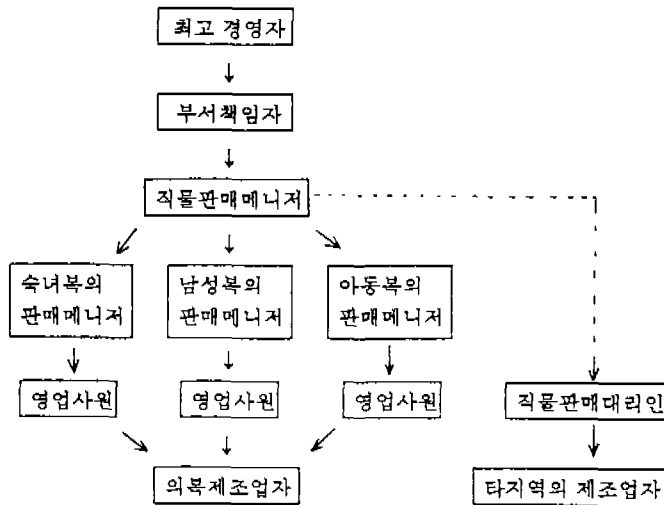 최고 경영자
부서책임자
직물판매메니저
숙녀복의
판매메니저
남성복의
판매메니저
아동복의
판매메니저
영업사원
영업사원
영업사원
직물판매대리인
의복제조업자
타지역의 제조업자